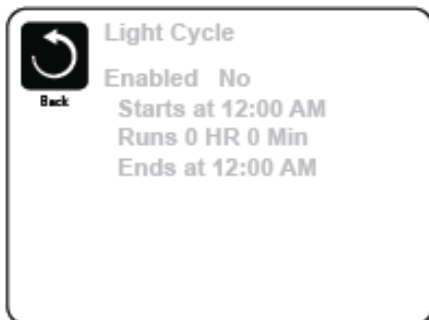 Light Cycle
Enabled No
Back
Starts at 12:00 AM
Runs 0 HR 0 Min
Ends at 12:00 AM